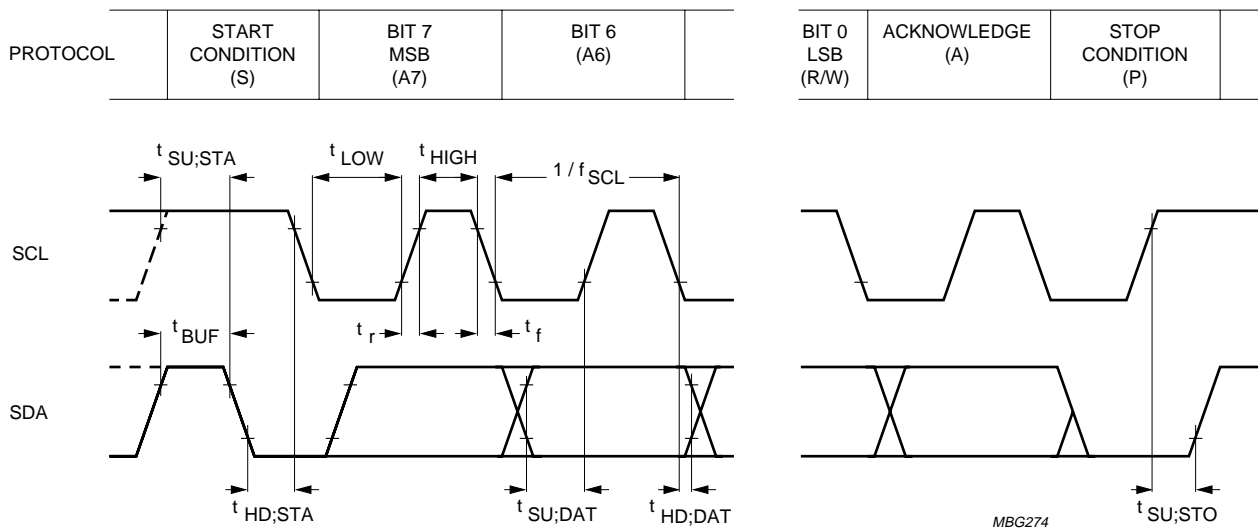 PROTOCOL
START
CONDITION
(S)
BIT 7
MSB
(A7)
BIT 6
(A6)
BIT 0
LSB
(R/W)
ACKNOWLEDGE
(A)
STOP
CONDITION
(P)
t SU;STA
t LOW
t HIGH
1 / f SCL
SCL
t BUF
t r
t f
SDA
t HD;STA
t SU;DAT
t HD;DAT
t SU;STO
MBG274